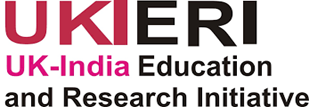 UKIERI
UK-India Education
and Research Initiative